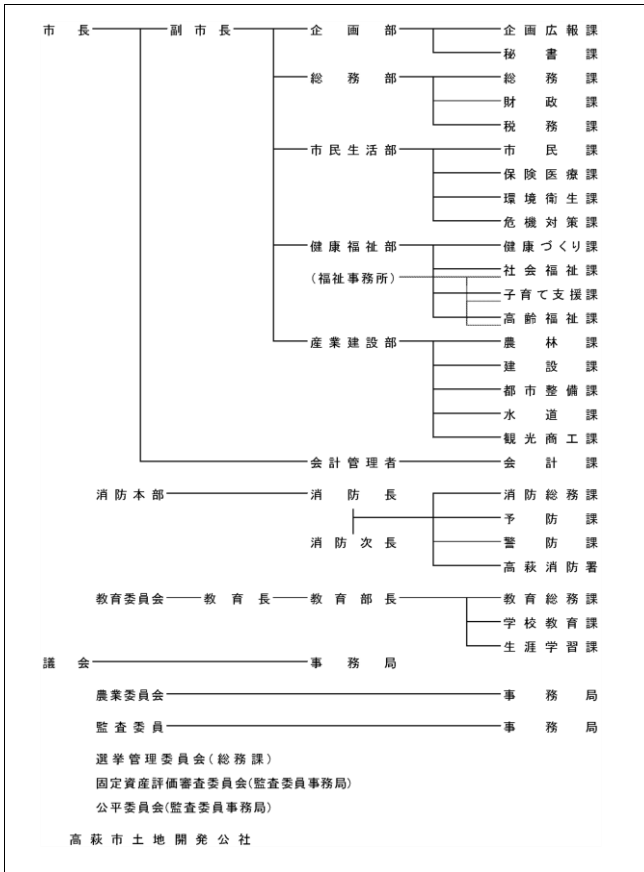 市長 副市長 企画部 企画広報課
秘書課
総務部 総務課
財政課
税務課
市民生活部 市民課
保険医療課
環境衛生課
危機対策課
健康福祉部 健康づくり課
(福祉事務所) 社会福祉課
子育て支援課
高齢福祉課
産業建設部 農林課
建設課
都市整備課
水道課
観光商工課
会計管理者 会計課
消防本部 消防長 消防総務課
予防課
消防次長 警防課
高萩消防署
教育委員会 教育長 教育部長 教育総務課
学校教育課
生涯学習課
議会 事務局
農業委員会 事務局
監査委員 事務局
選挙管理委員会(総務課)
固定資産評価審査委員会(監査委員事務局)
公平委員会(監査委員事務局)
高萩市土地開発公社